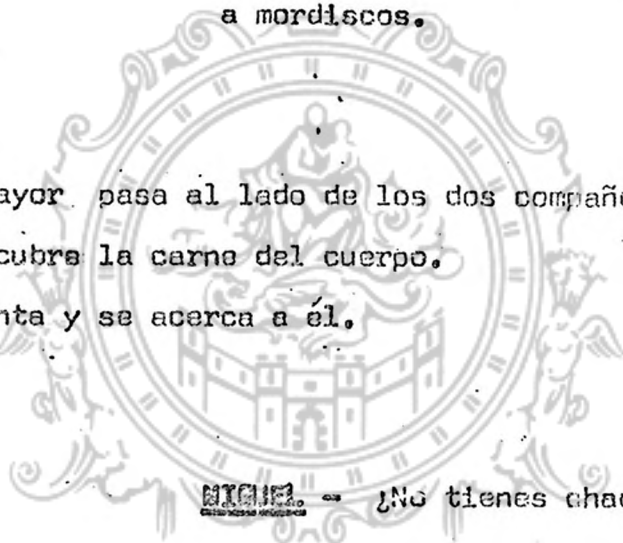 a mordiscos.
ayor pasa al lado de los dos compañe
cubre la carne del cuerpo.
nta y se acerca a él.
MIGUEL. - ¿No tienes chaq